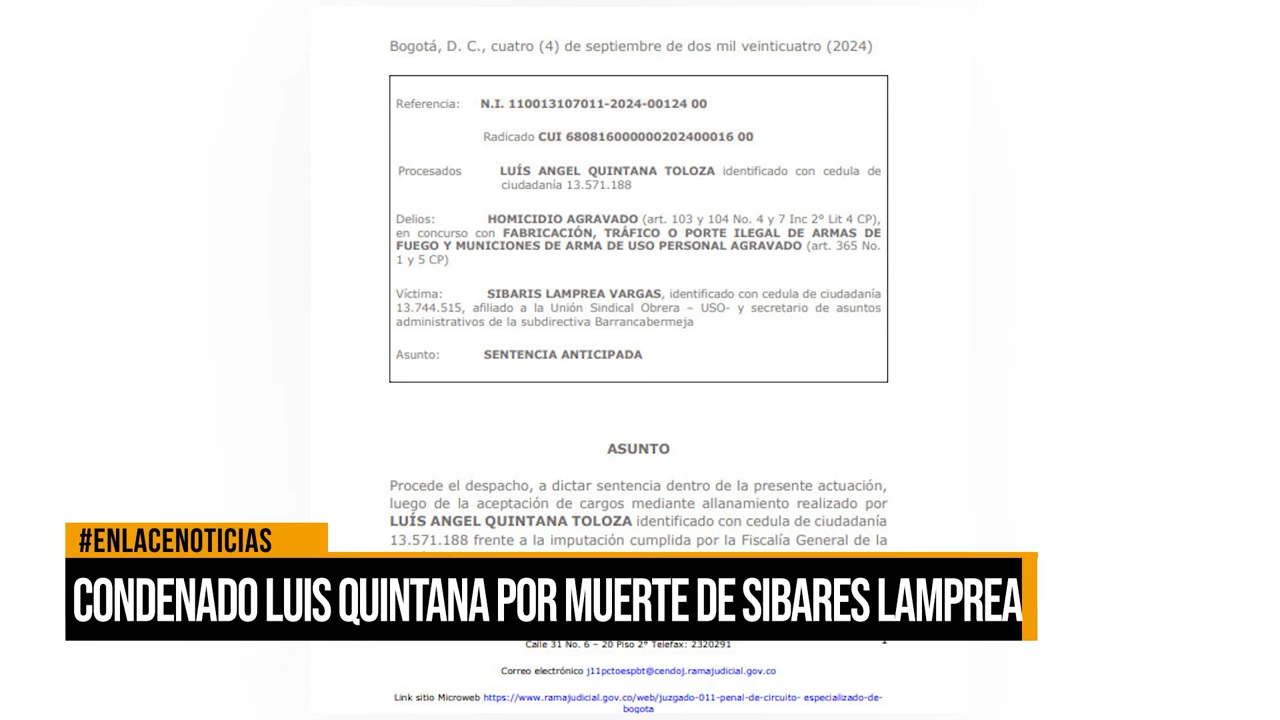 Bogotá, D. C., cuatro (4) de septiembre de dos mil veinticuatro (2024)
Referencia: N.I. 110013107011-2024-00124 00
Radicado CUI 680816000000202400016 00
Procesados LUÍS ANGEL QUINTANA TOLOZA identificado con cedula de
ciudadanía 13.571.188
Delios: HOMICIDIO AGRAVADO (art. 103 y 104 No. 4 y 7 Inc 2° Lit 4 CP),
en concurso con FABRICACIÓN, TRÁFICO O PORTE ILEGAL DE ARMAS DE
FUEGO Y MUNICIONES DE ARMA DE USO PERSONAL AGRAVADO (art. 365 No.
1 y 5 CP)
Víctima: SIBARIS LAMPREA VARGAS, identificado con cedula de ciudadanía
13.744.515, afiliado a la Unión Sindical Obrera – USO- y secretario de asuntos
administrativos de la subdirectiva Barrancabermeja
Asunto: SENTENCIA ANTICIPADA
ASUNTO
Procede el despacho, a dictar sentencia dentro de la presente actuación,
luego de la aceptación de cargos mediante allanamiento realizado por
LUÍS ANGEL QUINTANA TOLOZA identificado con cedula de ciudadanía
13.571.188 frente a la imputación cumplida por la Fiscalía General de la
#ENLACENOTICIAS
CONDENADO LUIS QUINTANA POR MUERTE DE SIBARES LAMPREA
Calle 31 No. 6 – 20 Piso 2° Telefax: 2320291
Correo electrónico j11pctoespbt@cendoj.ramajudicial.gov.co
Link sitio Microweb https://www.ramajudicial.gov.co/web/juzgado-011-penal-de-circuito- especializado-de-
bogota